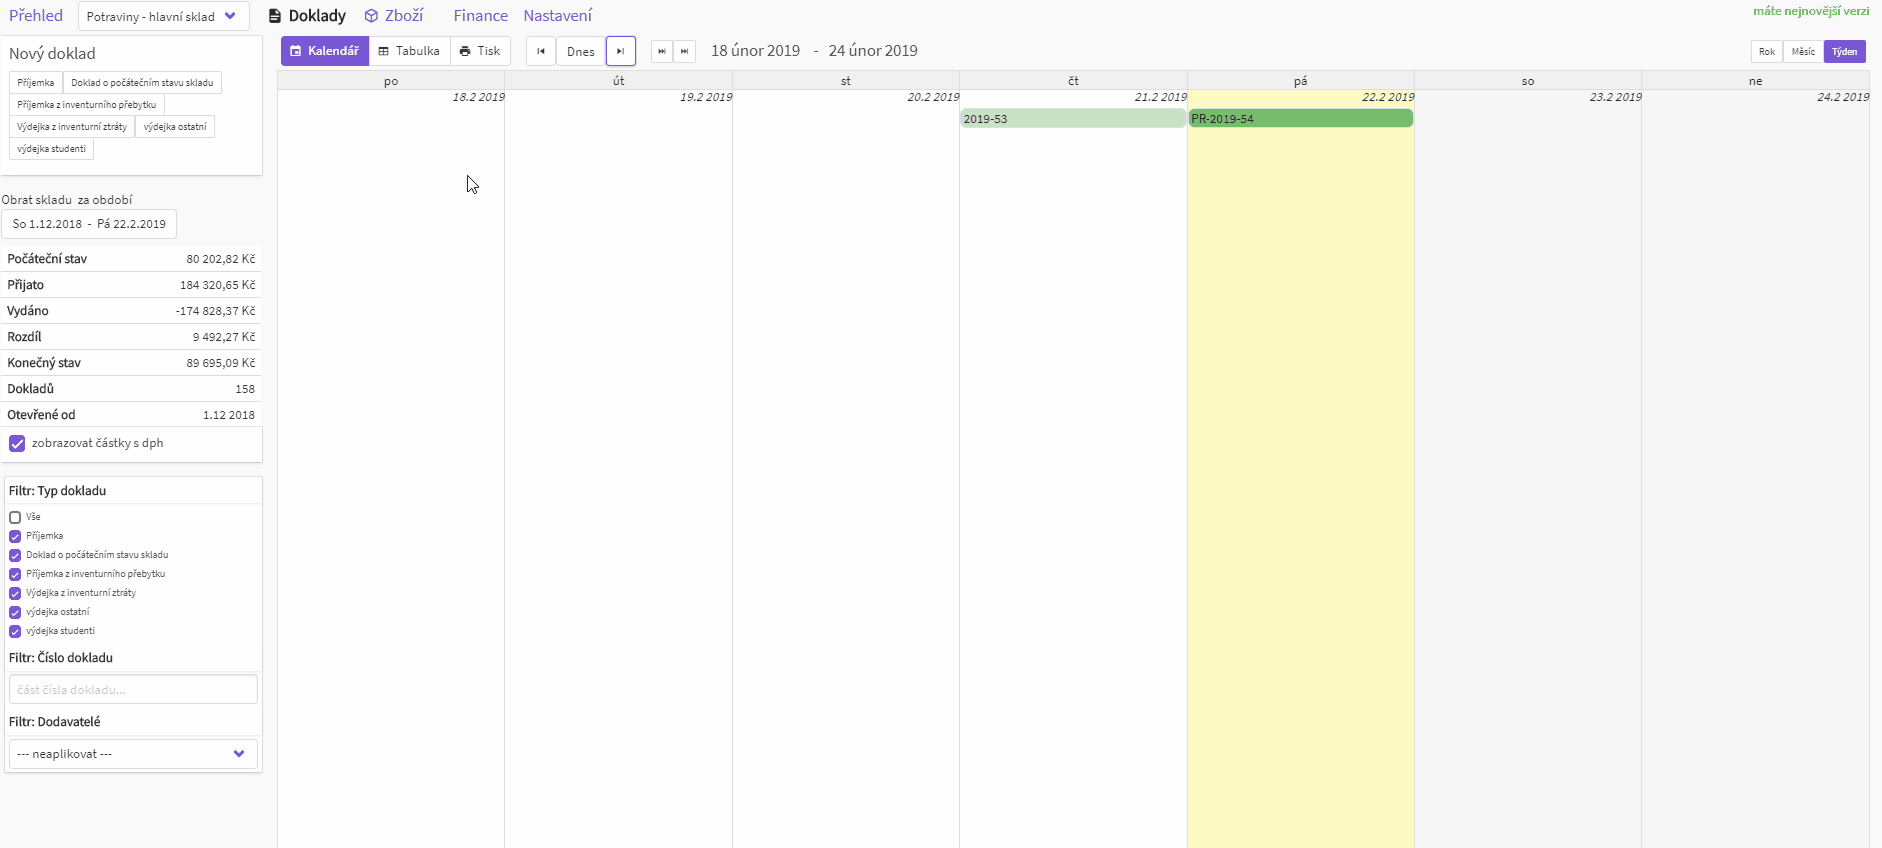 Přehled
Potraviny - hlavní sklad
Doklady
Zboží
Finance
Nastavení
máte nejnovější verzi
Nový doklad
Příjemka
Doklad o počátečním stavu skladu
Příjemka z inventurního přebytku
Výdejka z inventurní ztráty
výdejka ostatní
výdejka studenti
Obrat skladu za období
So 1.12.2018 - Pá 22.2.2019
Počáteční stav 80 202,82 Kč
Přijato 184 320,65 Kč
Vydáno -174 828,37 Kč
Rozdíl 9 492,27 Kč
Konečný stav 89 695,09 Kč
Dokladů 158
Otevřené od 1.12 2018
zobrazovat částky s dph
Filtr: Typ dokladu
Vše
Příjemka
Doklad o počátečním stavu skladu
Příjemka z inventurního přebytku
Výdejka z inventurní ztráty
výdejka ostatní
výdejka studenti
Filtr: Číslo dokladu
část čísla dokladu...
Filtr: Dodavatelé
--- neaplikovat ---
Kalendář
Tabulka
Tisk
Dnes
18 únor 2019 - 24 únor 2019
Rok
Měsíc
Týden
po út st čt pá so ne
18.2 2019 19.2 2019 20.2 2019 21.2 2019 22.2 2019 23.2 2019 24.2 2019
2019-53
PR-2019-54